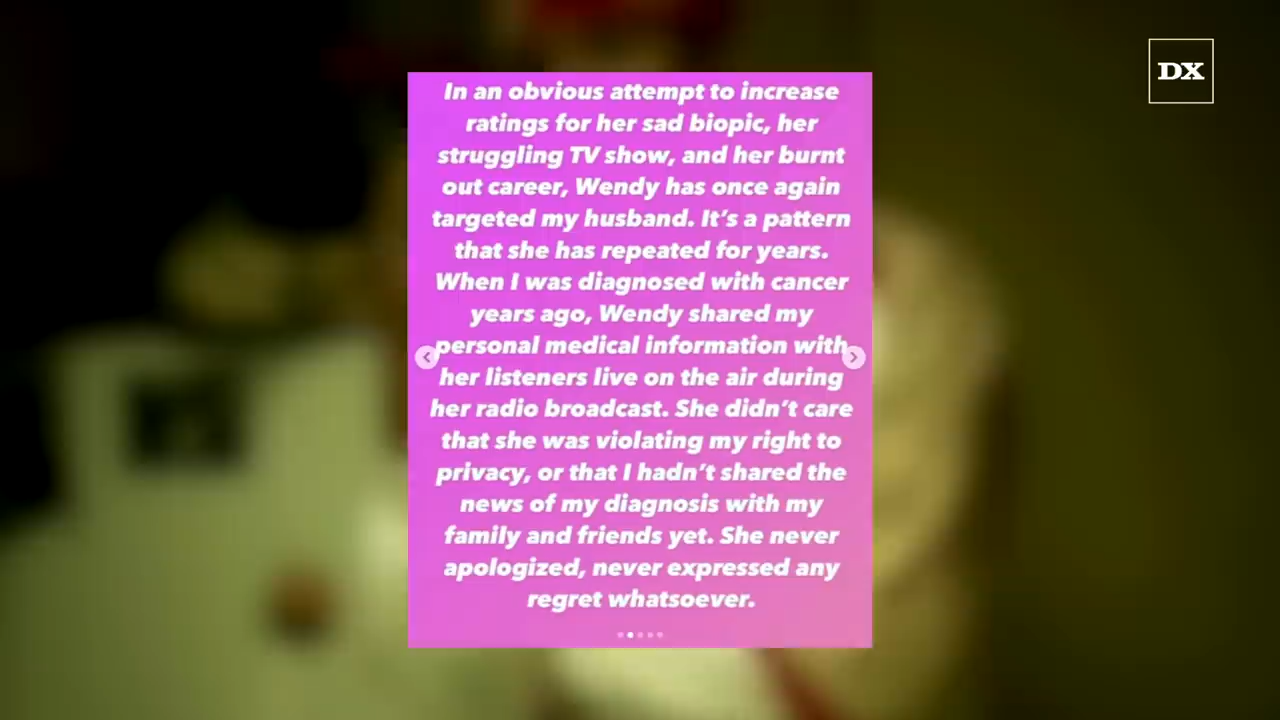 DX
In an obvious attempt to increase
ratings for her sad biopic, her
struggling TV show, and her burnt
out career, Wendy has once again
targeted my husband. It’s a pattern
that she has repeated for years.
When I was diagnosed with cancer
years ago, Wendy shared my
personal medical information with
her listeners live on the air during
her radio broadcast. She didn’t care
that she was violating my right to
privacy, or that I hadn’t shared the
news of my diagnosis with my
family and friends yet. She never
apologized, never expressed any
regret whatsoever.